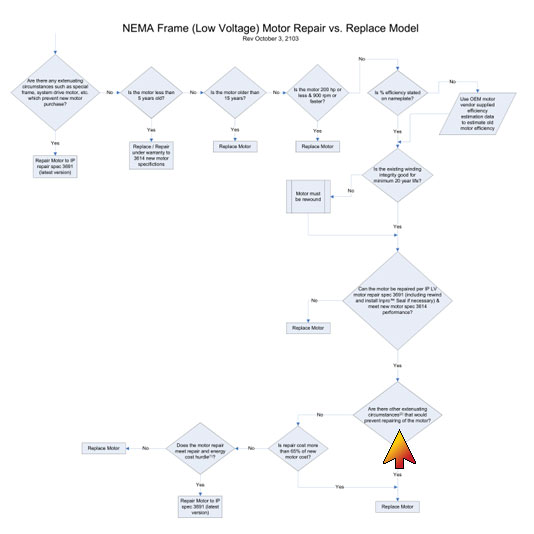 NEMA Frame (Low Voltage) Motor Repair vs. Replace Model
Rev October 3, 2103
Are there any extenuating
circumstances such as special
frame, system drive motor, etc.
which prevent new motor
purchase?
No
Is the motor less than
5 years old?
No
Is the motor older than
15 years?
No
Is the motor 200 hp or
less & 900 rpm or
faster?
No
Is % efficiency stated
on nameplate?
No
Use OEM motor
vendor supplied
efficiency
estimation data
to estimate old
motor efficiency
Yes
Repair Motor to IP
repair spec 3691
(latest version)
Yes
Replace / Repair
under warranty to
3614 new motor
specifictions
Yes
Replace Motor
Yes
Replace Motor
Yes
Is the existing winding
integrity good for
minimum 20 year life?
No
Motor must
be rewound
Yes
Can the motor be repaired per IP LV
motor repair spec 3691 (including rewind
and install Inpro™ Seal if necessary) &
meet new motor spec 3614
performance?
No
Replace Motor
Yes
Are there other extenuating
circumstances⁽²⁾ that would
prevent repairing of the motor?
No
Is repair cost more
than 65% of new
motor cost?
No
Does the motor repair
meet repair and energy
cost hurdle⁽¹⁾?
No
Replace Motor
Yes
Repair Motor to IP
spec 3691 (latest
version)
Yes
Yes
Replace Motor